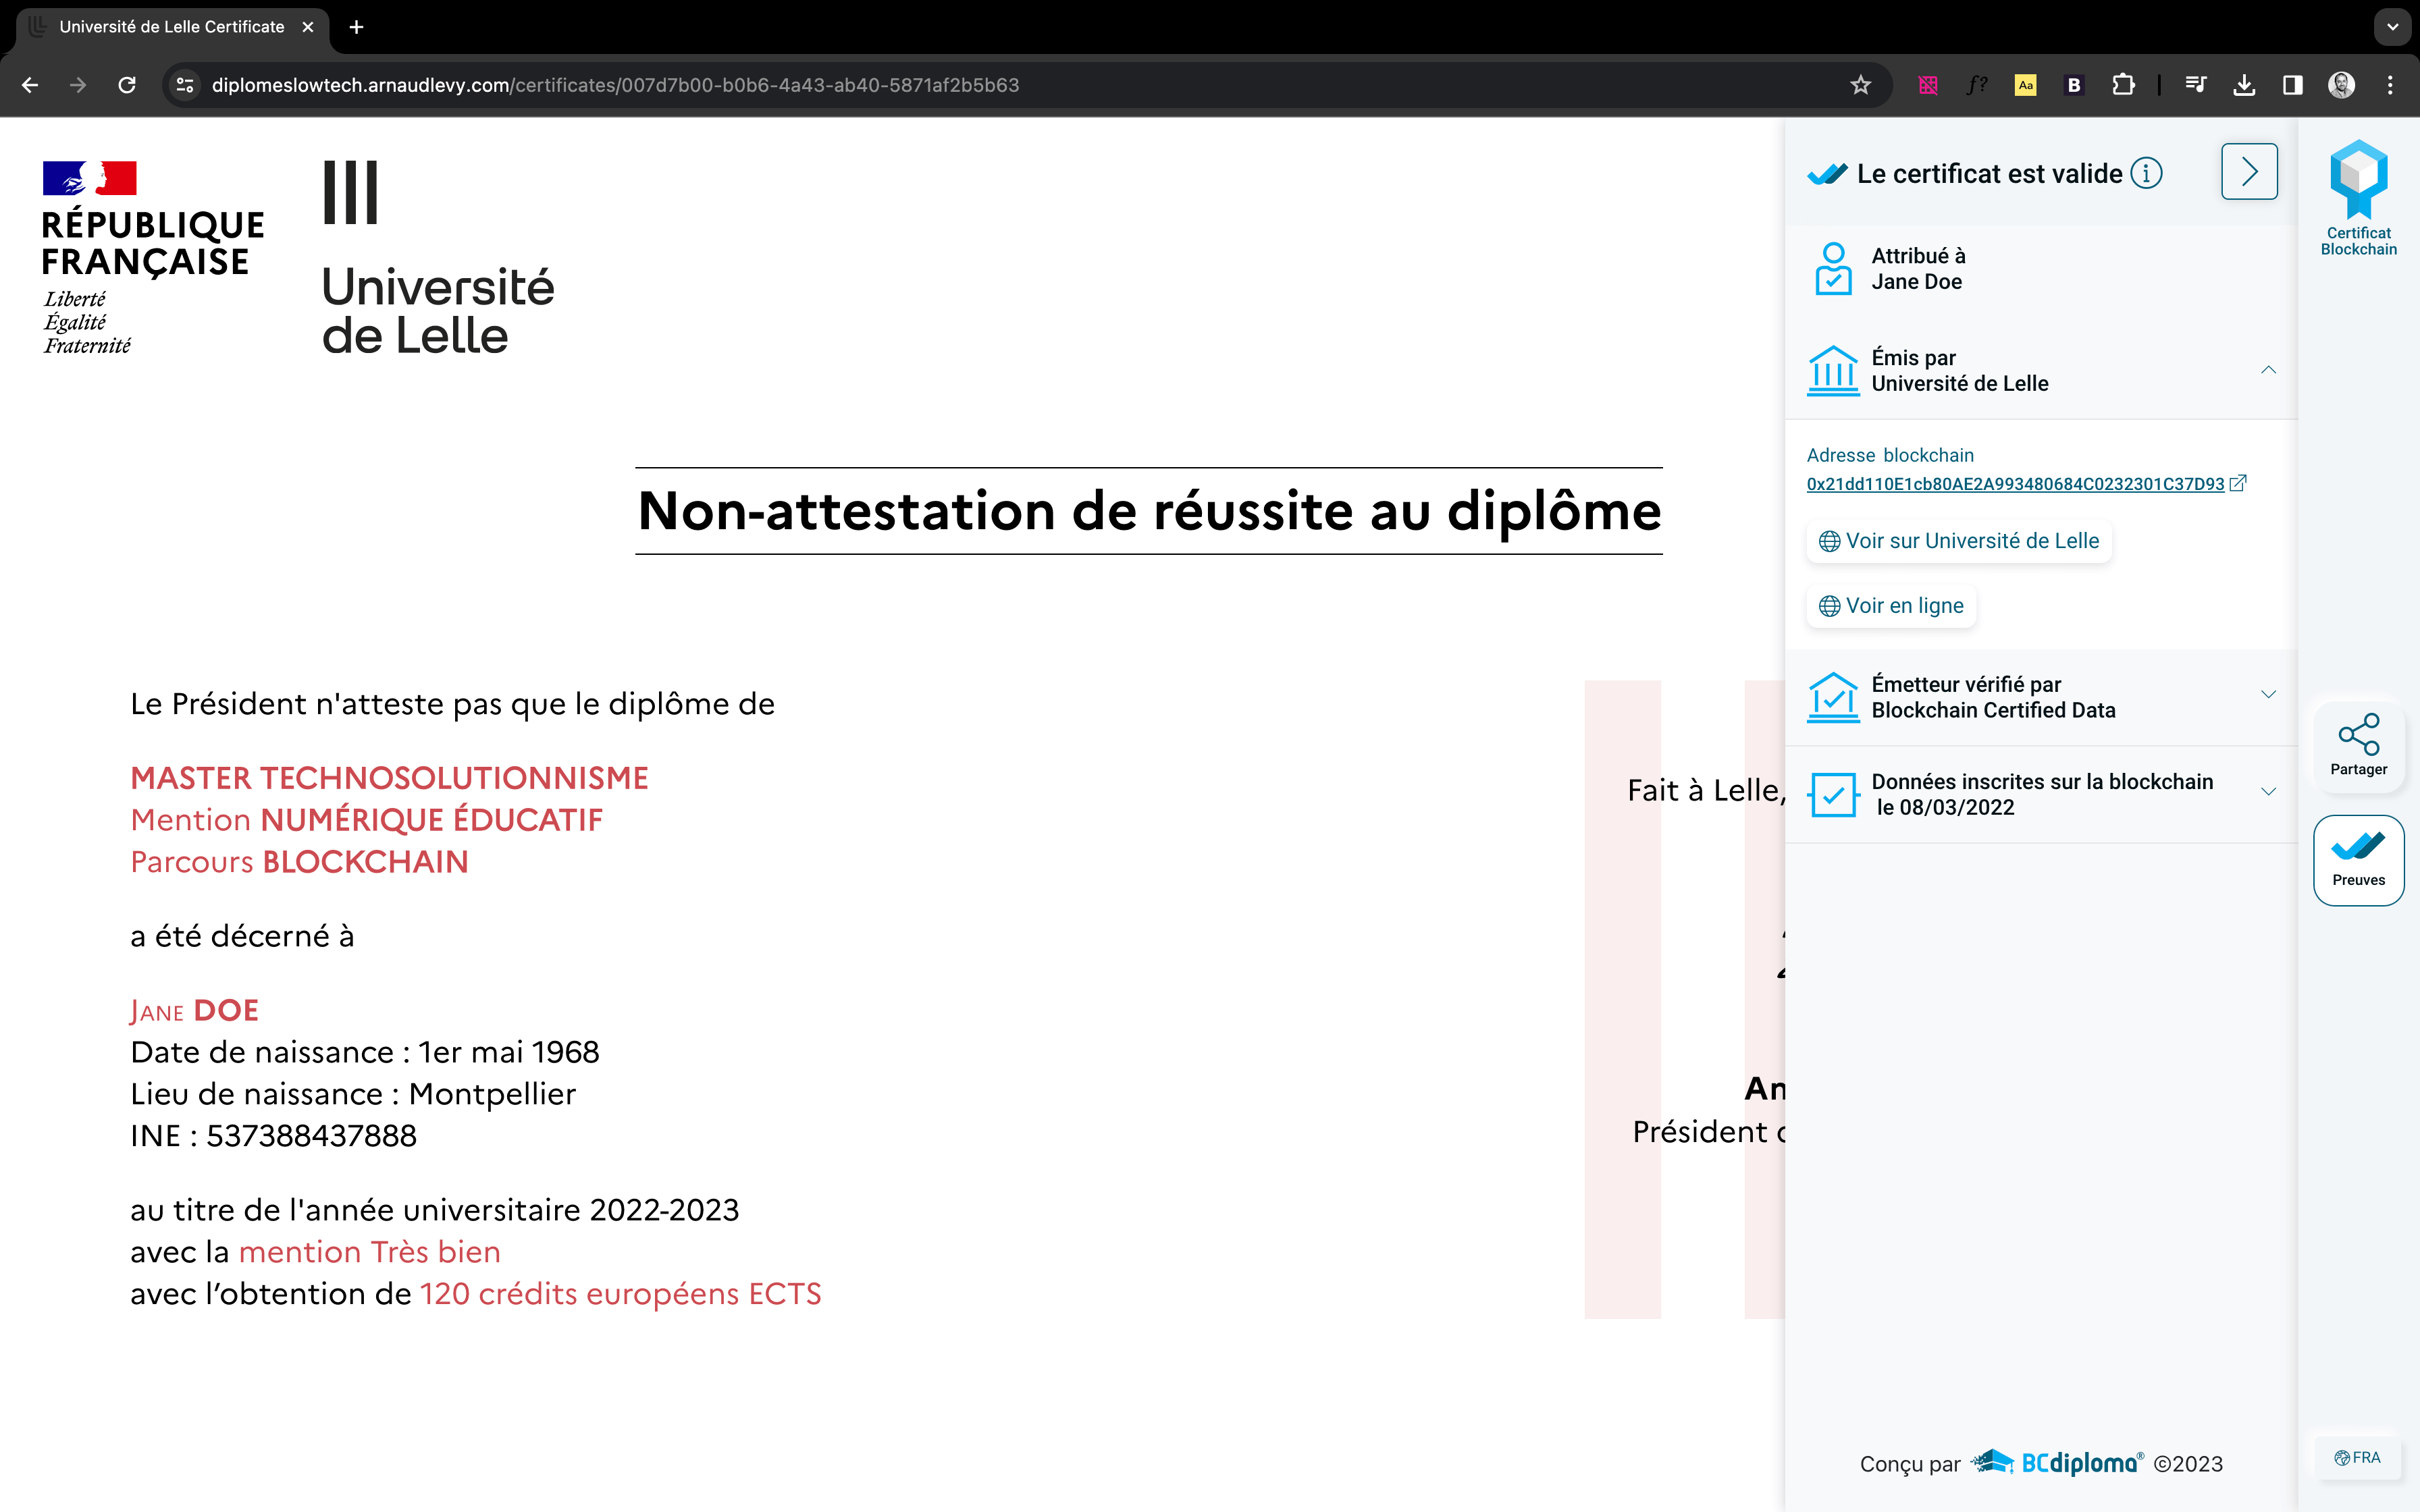 Université de Lelle Certificate
diplomeslowtech.arnaudlevy.com/certificates/007d7b00-b0b6-4a43-ab40-5871af2b5b63
f?
Aa
B
RÉPUBLIQUE
FRANÇAISE
Liberté
Égalité
Fraternité
Université
de Lelle
Non-attestation de réussite au diplôme
Le Président n'atteste pas que le diplôme de
MASTER TECHNOSOLUTIONNISME
Mention NUMÉRIQUE ÉDUCATIF
Parcours BLOCKCHAIN
a été décerné à
Jane DOE
Date de naissance : 1er mai 1968
Lieu de naissance : Montpellier
INE : 537388437888
au titre de l'année universitaire 2022-2023
avec la mention Très bien
avec l’obtention de 120 crédits européens ECTS
Fait à Lelle,
Président
Le certificat est valide
Attribué à
Jane Doe
Émis par
Université de Lelle
Adresse blockchain
0x21dd110E1cb80AE2A993480684C0232301C37D93
Voir sur Université de Lelle
Voir en ligne
Émetteur vérifié par
Blockchain Certified Data
Données inscrites sur la blockchain
le 08/03/2022
Conçu par BCdiploma® ©2023
Certificat
Blockchain
Partager
Preuves
FRA